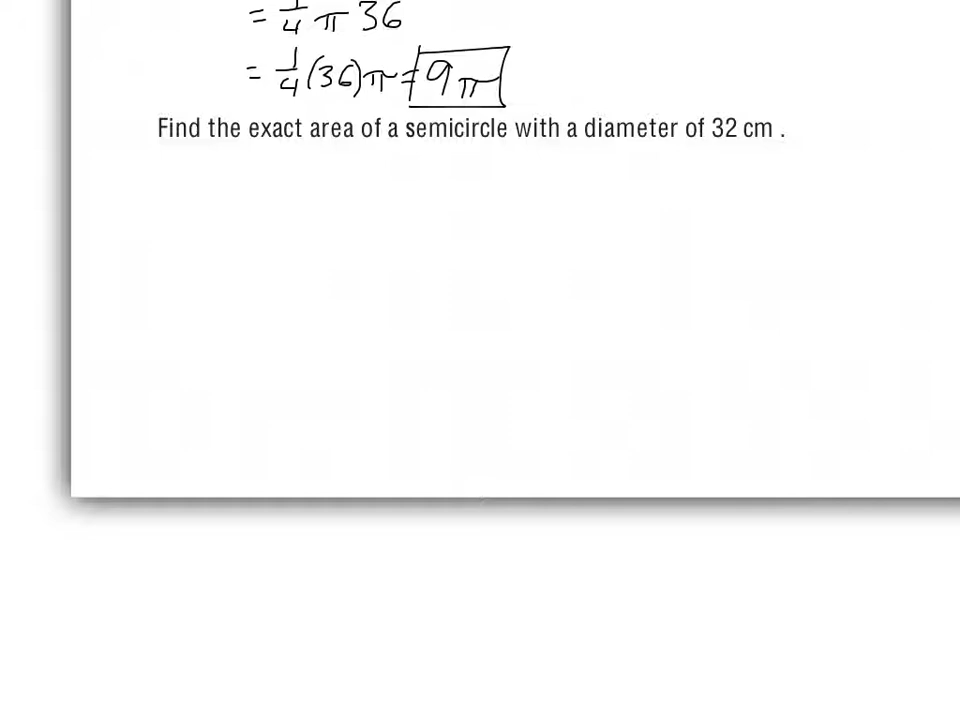 = 1/4 π 36
= 1/4 (36)π = 9π
Find the exact area of a semicircle with a diameter of 32 cm .